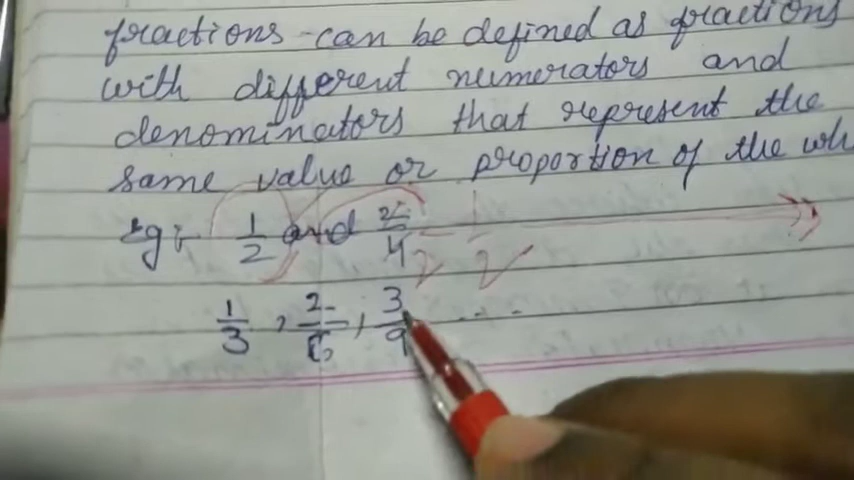 fractions can be defined as fractions
with different numerators and
denominators that represent the
same value or proportion of the wh
eg:- 1/2 and 2/4
1/3 , 2/6 , 3/9 ....